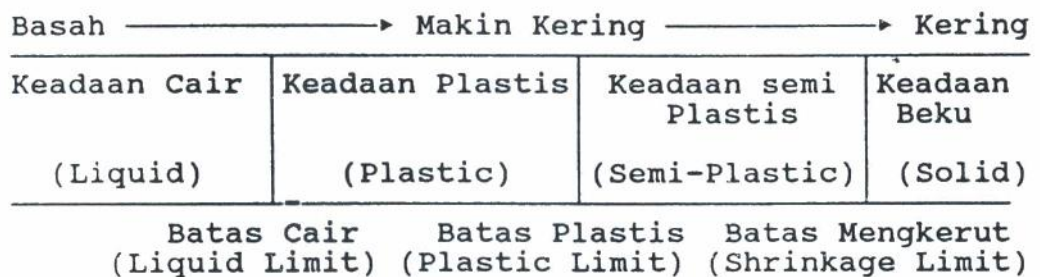 Basah → Makin Kering → Kering
Keadaan Cair Keadaan Plastis Keadaan semi Keadaan
Plastis Beku
(Liquid) (Plastic) (Semi-Plastic) (Solid)
Batas Cair Batas Plastis Batas Mengkerut
(Liquid Limit) (Plastic Limit) (Shrinkage Limit)